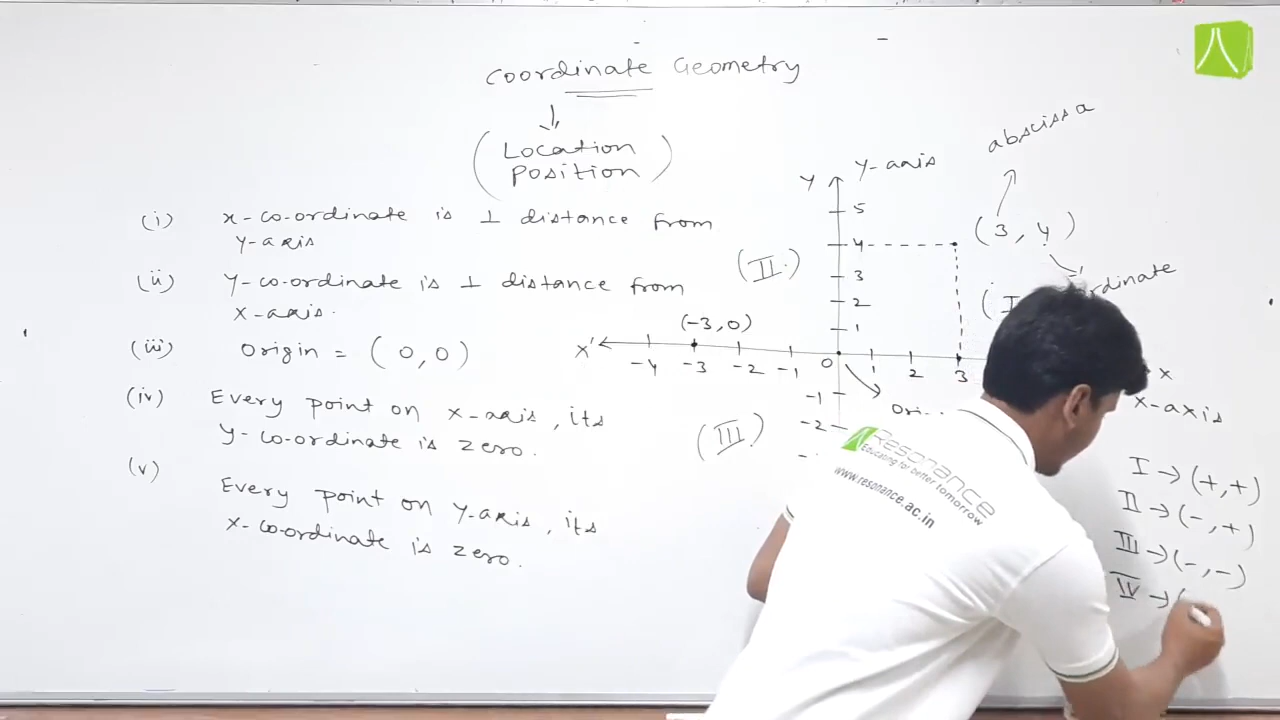 Coordinate Geometry
(Location
Position)
(i) x-co-ordinate is ⊥ distance from
Y-axis
(ii) Y-co-ordinate is ⊥ distance from
X-axis.
(iii) Origin = (0,0)
(iv) Every point on x-axis, its
Y-co-ordinate is zero.
(v) Every point on Y-axis, its
x-co-ordinate is zero.
abscissa
Y Y-axis
5
(3, 4)
4
(II)
3
2
1
(-3,0)
X' -4 -3 -2 -1 0 1 2 3 X
X-axis
-1
-2
(III)
I → (+,+)
II → (-,+)
III → (-,-)
IV → (
Resonance
Educating for better tomorrow
www.resonance.ac.in